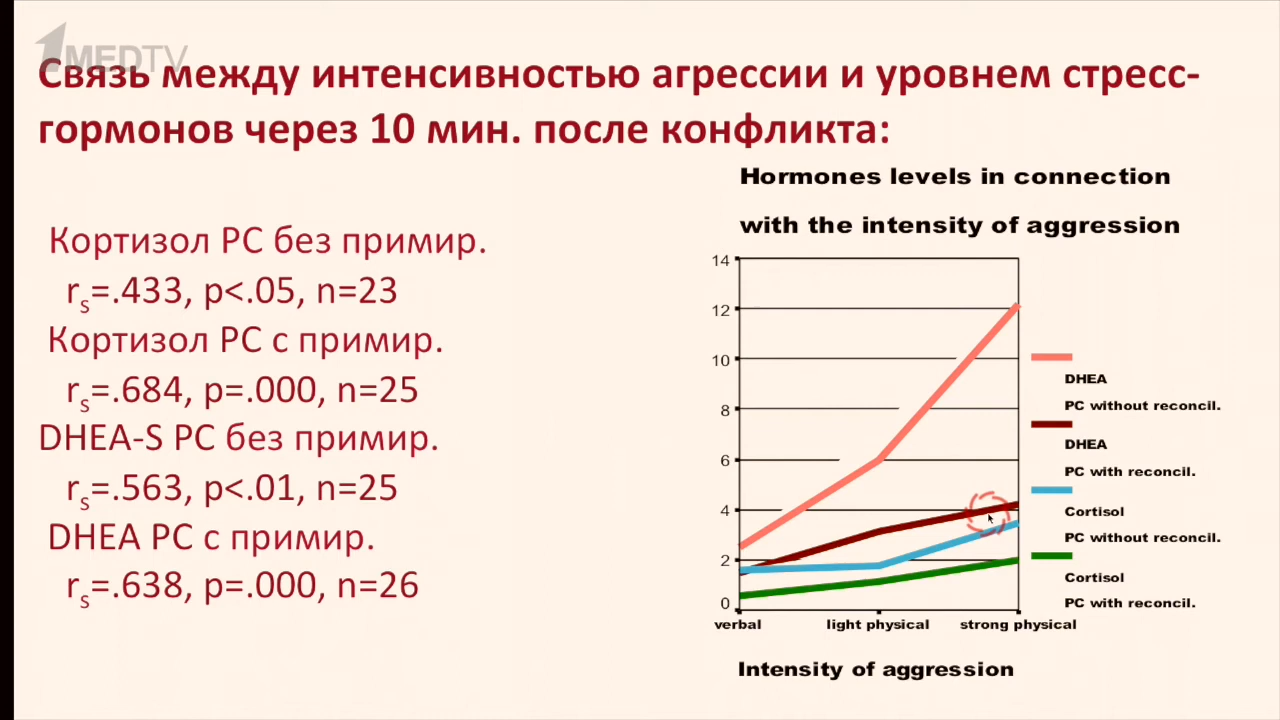 1MEDTV
Связь между интенсивностью агрессии и уровнем стресс-
гормонов через 10 мин. после конфликта:
Кортизол PC без примир.
rs=.433, p<.05, n=23
Кортизол PC с примир.
rs=.684, p=.000, n=25
DHEA-S PC без примир.
rs=.563, p<.01, n=25
DHEA PC с примир.
rs=.638, p=.000, n=26
Hormones levels in connection
with the intensity of aggression
14
12
10
8
6
4
2
0
verbal light physical strong physical
Intensity of aggression
DHEA
PC without reconcil.
DHEA
PC with reconcil.
Cortisol
PC without reconcil.
Cortisol
PC with reconcil.